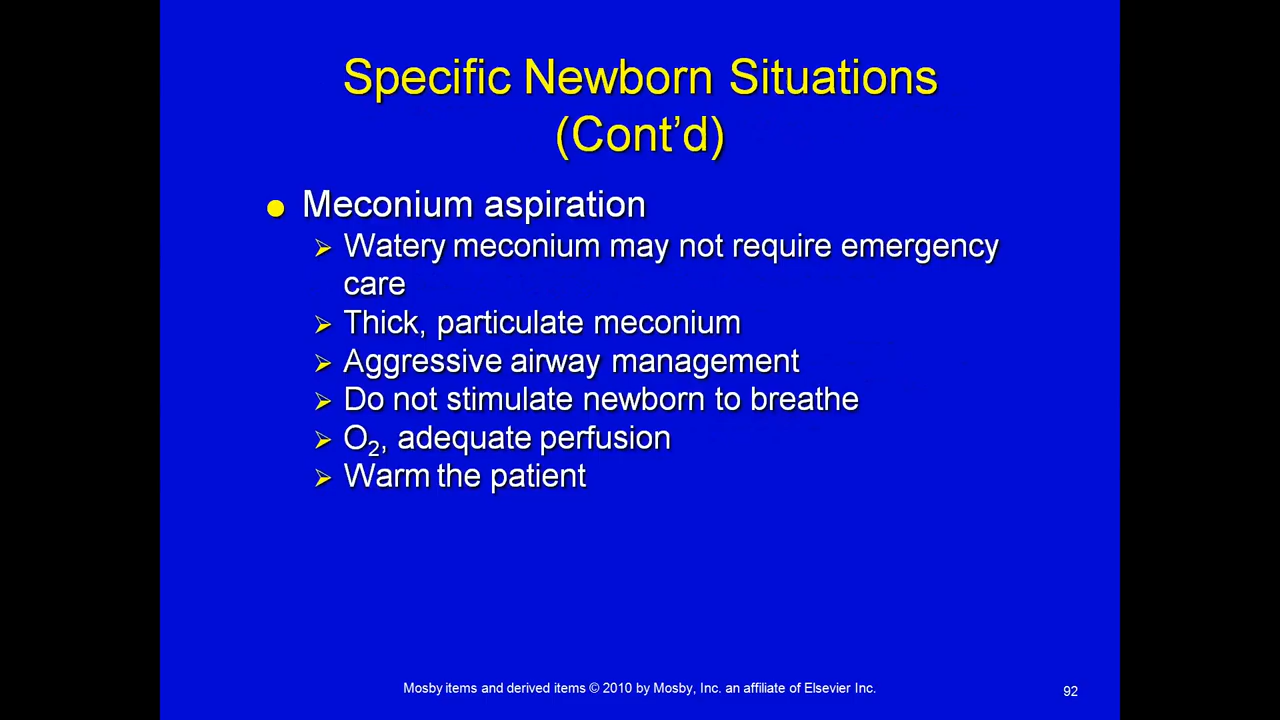 Specific Newborn Situations
(Cont’d)
● Meconium aspiration
➢ Watery meconium may not require emergency
care
➢ Thick, particulate meconium
➢ Aggressive airway management
➢ Do not stimulate newborn to breathe
➢ O₂, adequate perfusion
➢ Warm the patient
Mosby items and derived items © 2010 by Mosby, Inc. an affiliate of Elsevier Inc.
92